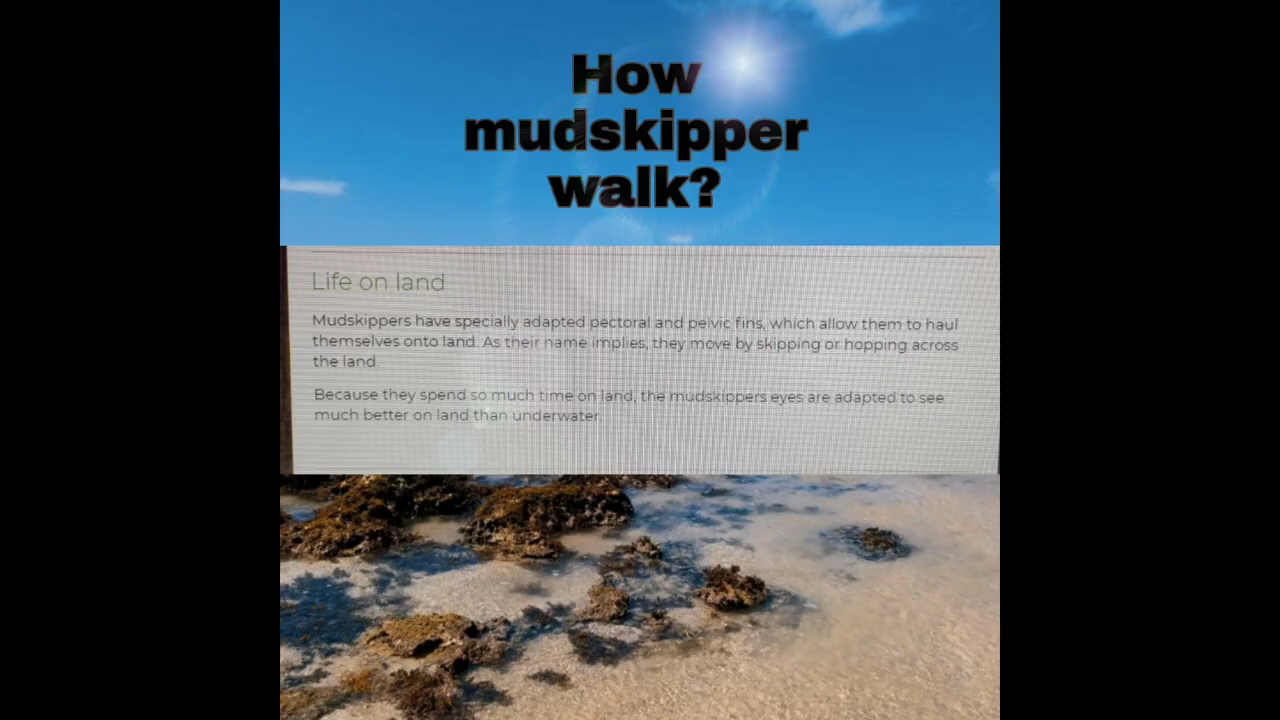 How
mudskipper
walk?
Life on land
Mudskippers have specially adapted pectoral and pelvic fins, which allow them to haul
themselves onto land. As their name implies, they move by skipping or hopping across
the land.
Because they spend so much time on land, the mudskippers eyes are adapted to see
much better on land than underwater.